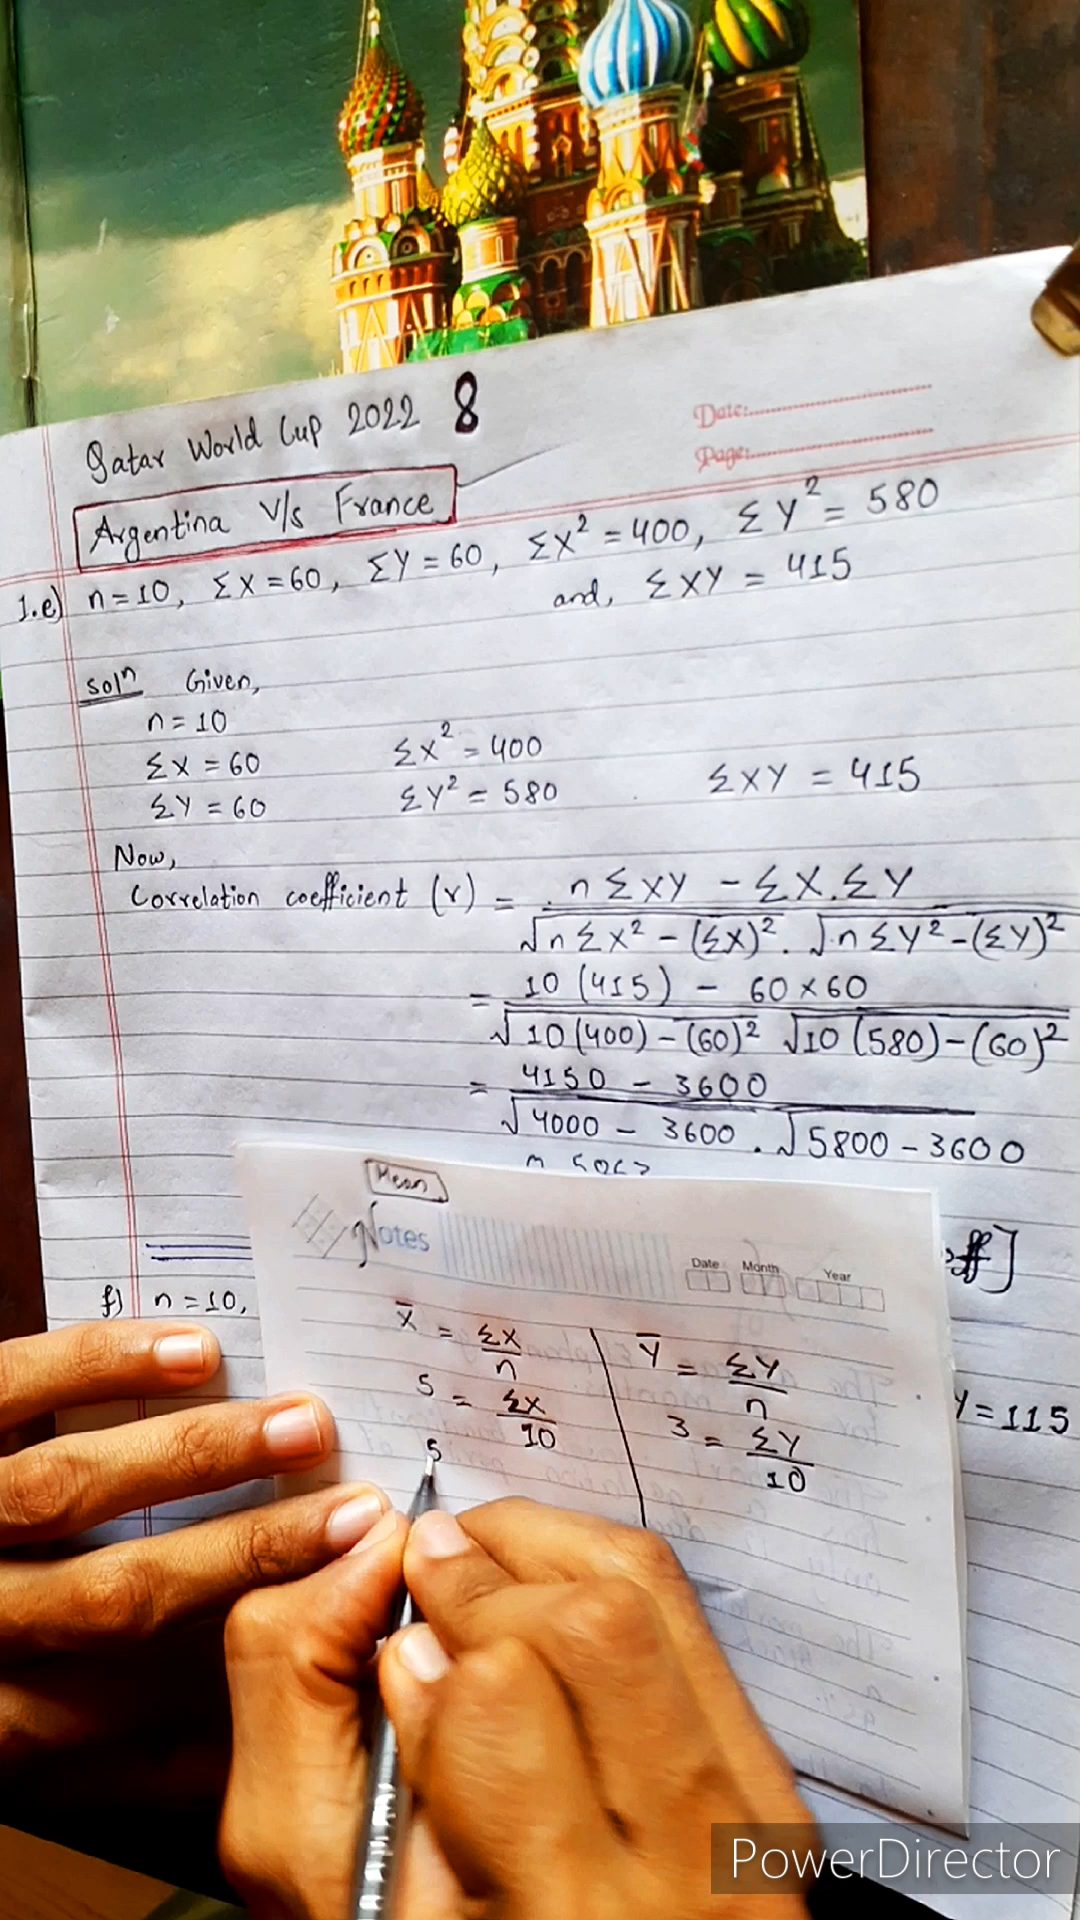 Qatar World Cup 2022 8
Date:
Page:
Argentina V/s France
1.e) n = 10, ΣX = 60, ΣY = 60, ΣX² = 400, ΣY² = 580
and, ΣXY = 415
Solⁿ Given,
n = 10
ΣX = 60 ΣX² = 400
ΣY = 60 ΣY² = 580 ΣXY = 415
Now,
Correlation coefficient (r) = nΣXY - ΣX.ΣY
√nΣX² - (ΣX)² . √nΣY² - (ΣY)²
= 10 (415) - 60 × 60
√10 (400) - (60)² √10 (580) - (60)²
= 4150 - 3600
√4000 - 3600 . √5800 - 3600
Mean
Notes
Date Month Year
f) n = 10,
Y = 115
X̄ = ΣX/n
5 = ΣX/10
5
Ȳ = ΣY/n
3 = ΣY/10
PowerDirector